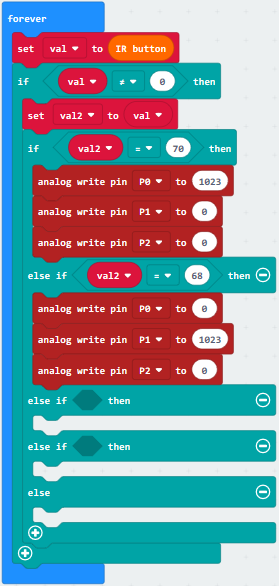 forever
set val to IR button
if val ≠ 0 then
set val2 to val
if val2 = 70 then
analog write pin P0 to 1023
analog write pin P1 to 0
analog write pin P2 to 0
else if val2 = 68 then
analog write pin P0 to 0
analog write pin P1 to 1023
analog write pin P2 to 0
else if then
else if then
else